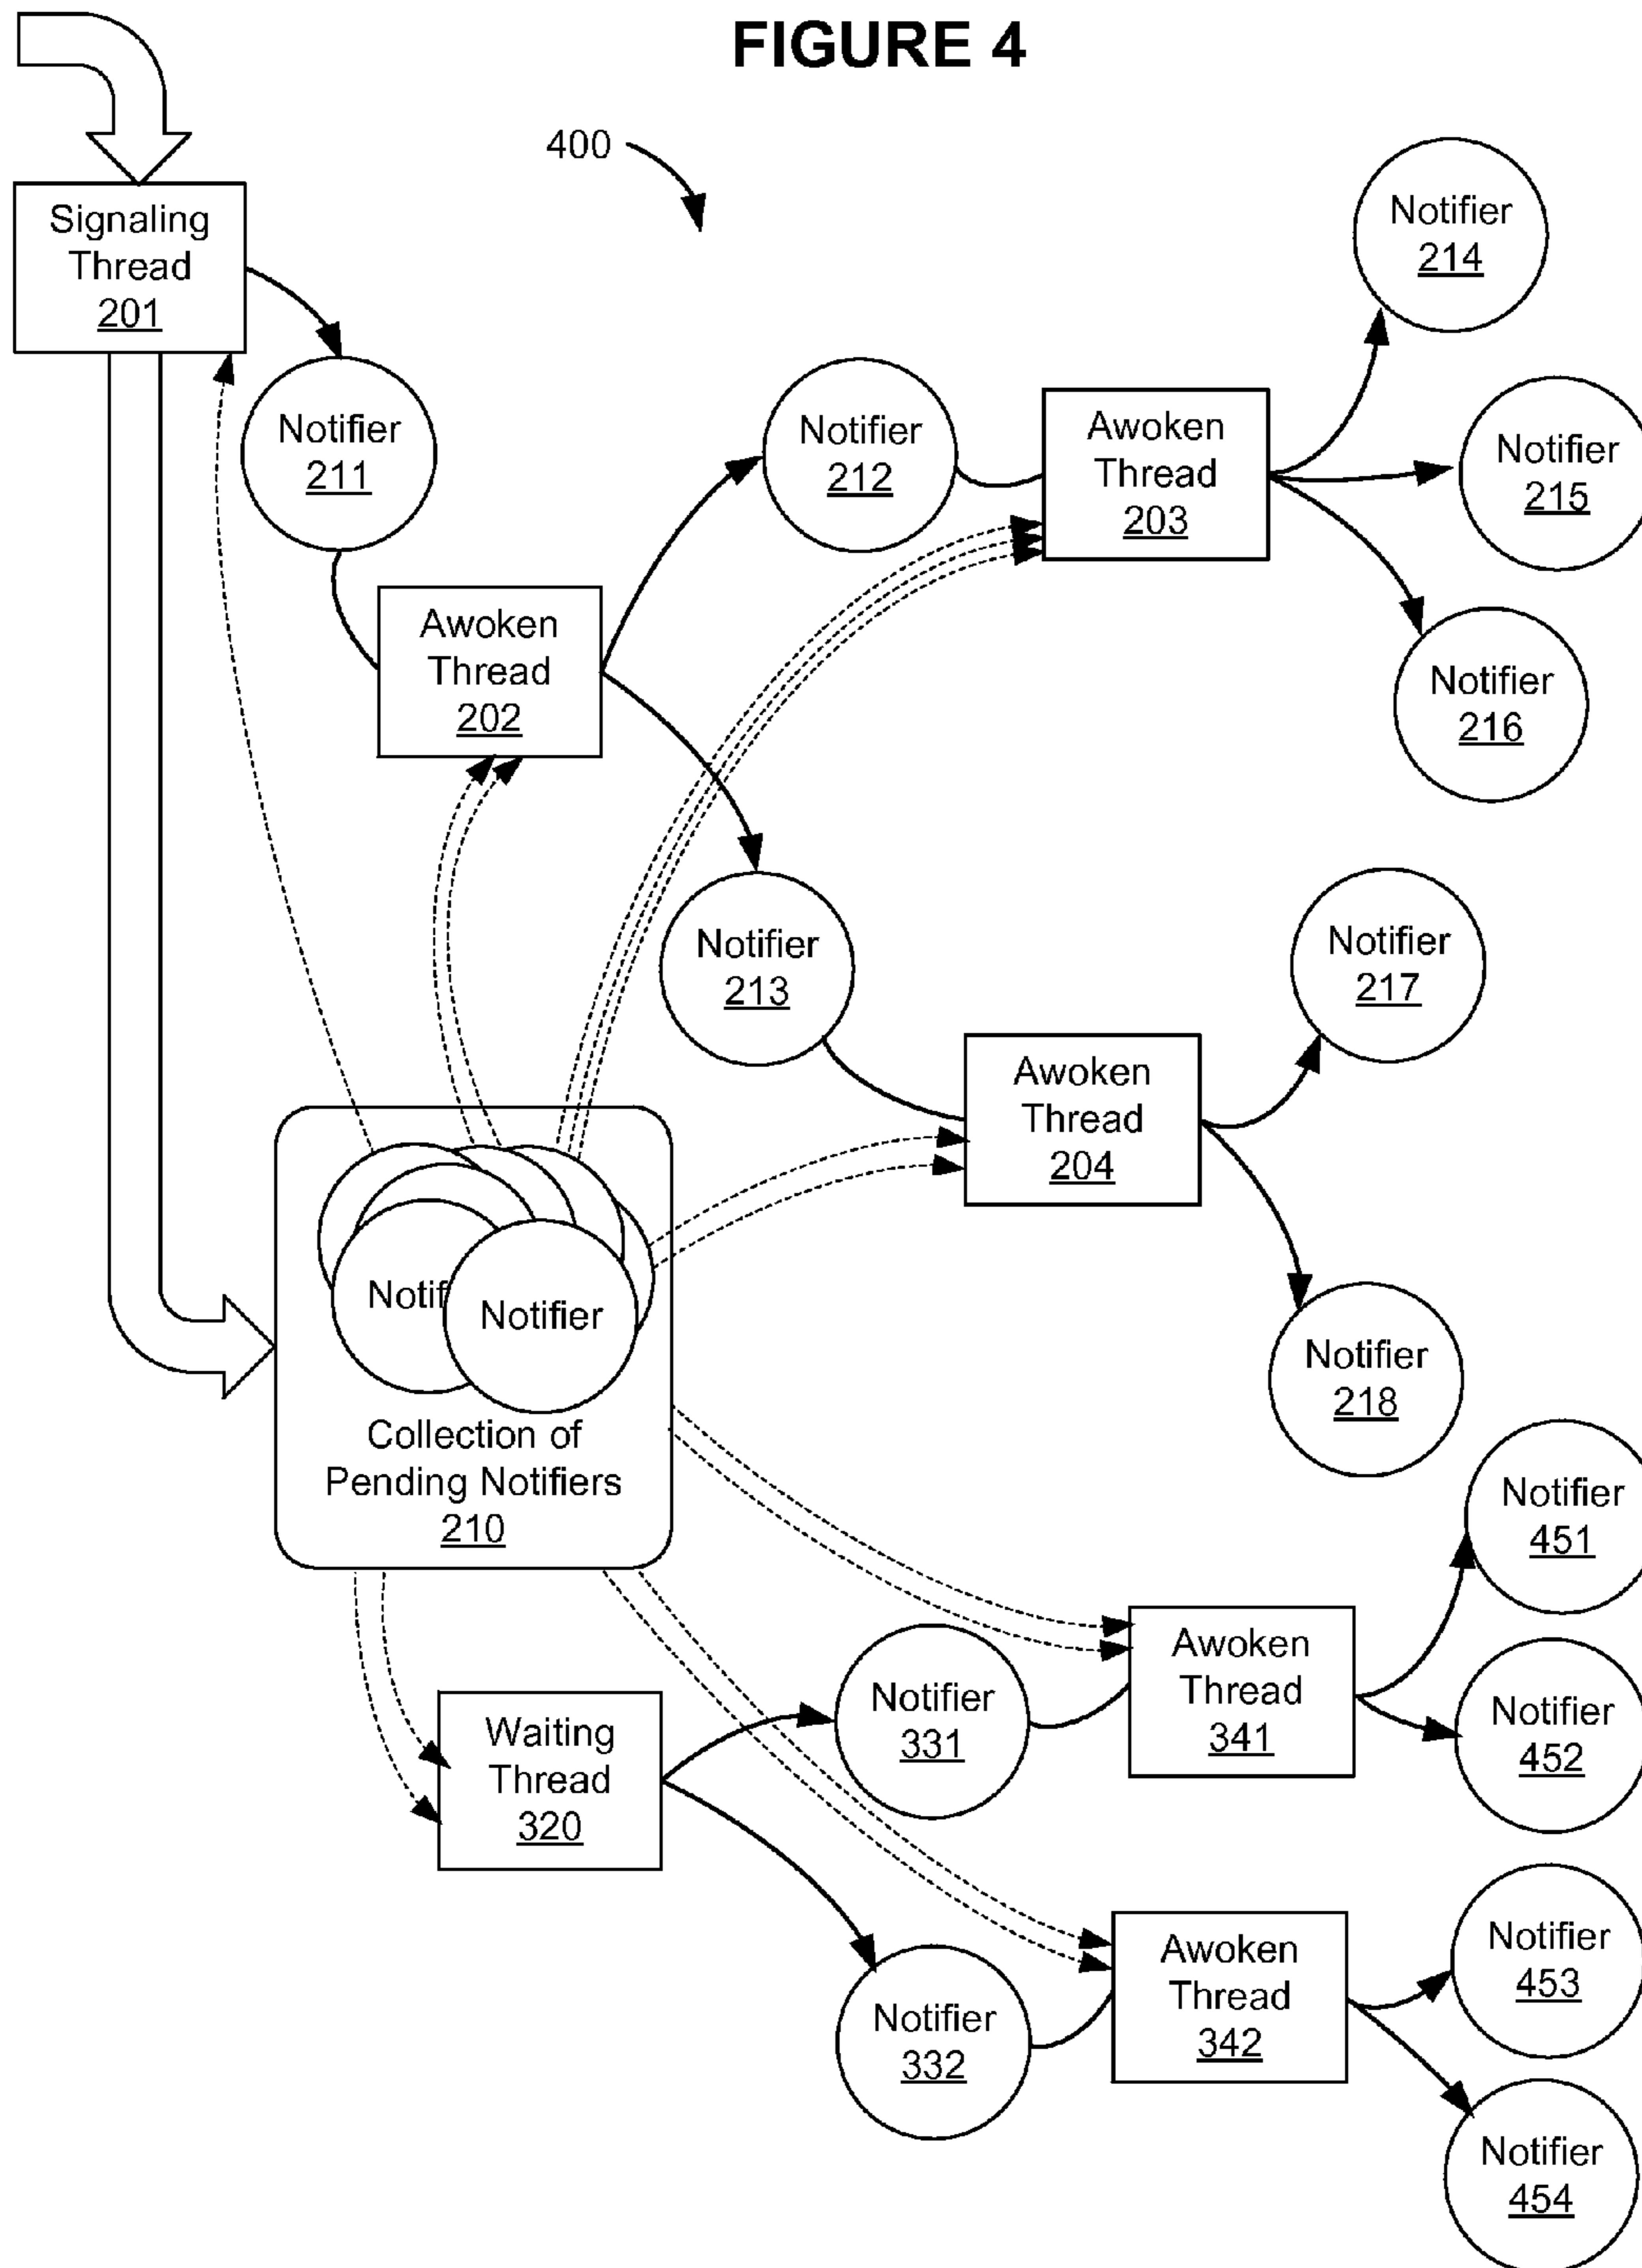 FIGURE 4
400
Signaling
Thread
201
Notifier
211
Awoken
Thread
202
Notifier
212
Awoken
Thread
203
Notifier
214
Notifier
215
Notifier
216
Notifier
213
Awoken
Thread
204
Notifier
217
Notifier
218
Notif
Notifier
Collection of
Pending Notifiers
210
Waiting
Thread
320
Notifier
331
Awoken
Thread
341
Notifier
451
Notifier
452
Notifier
332
Awoken
Thread
342
Notifier
453
Notifier
454